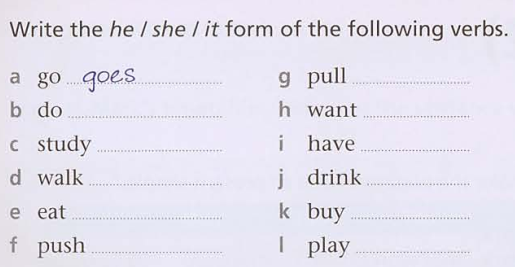 Write the he / she / it form of the following verbs.
a go goes
b do
c study
d walk
e eat
f push
g pull
h want
i have
j drink
k buy
l play